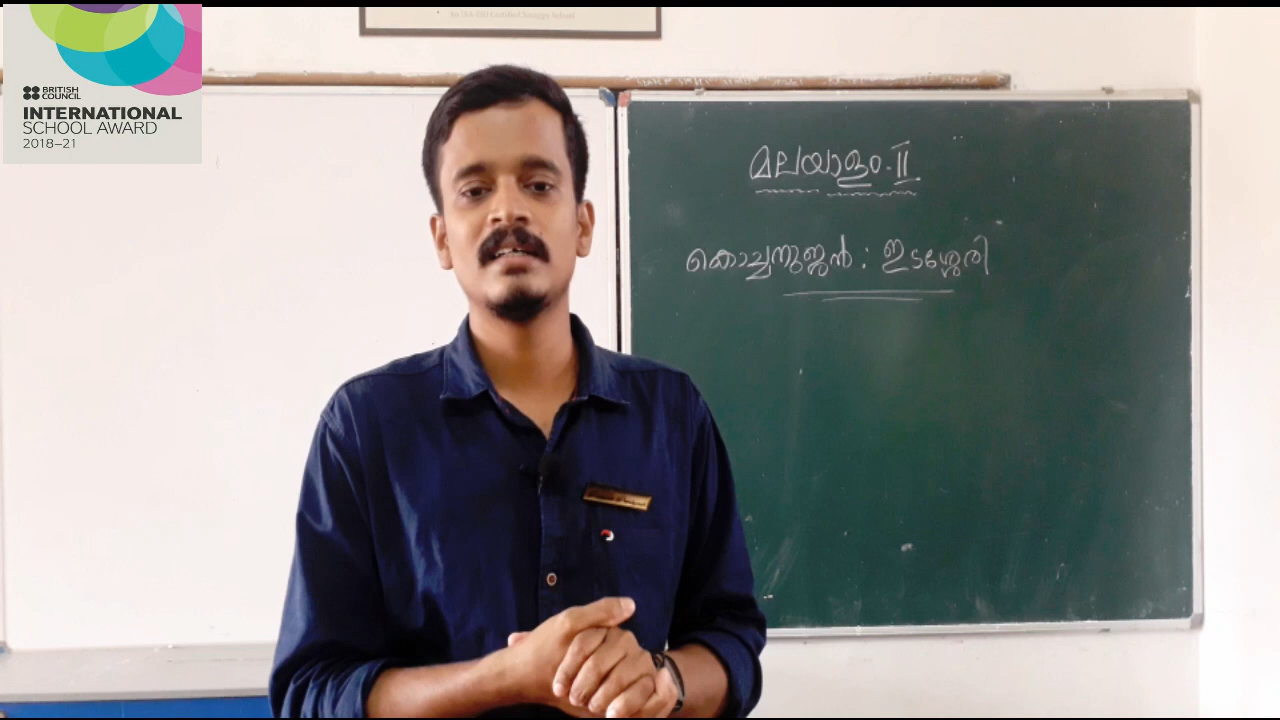 BRITISH
COUNCIL
INTERNATIONAL
SCHOOL AWARD
2018–21
മലയാളം-II
കൊച്ചനുജൻ : ഇടശ്ശേരി